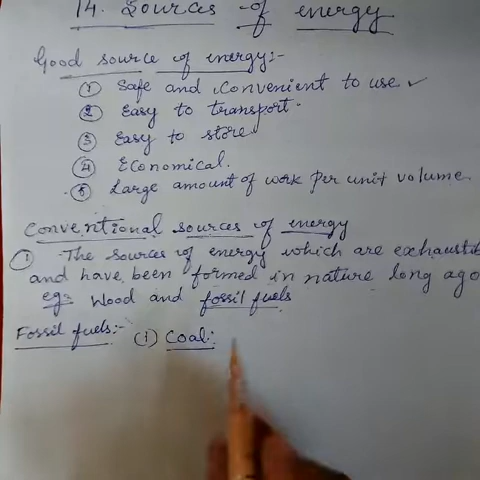 14. Sources of energy
Good source of energy:-
① Safe and convenient to use ✓
② Easy to transport.
③ Easy to store
④ Economical.
⑤ Large amount of work per unit volume.
Conventional sources of energy
① The sources of energy which are exhaustib
and have been formed in nature long ago
eg:- Wood and fossil fuels
Fossil fuels:- (1) Coal: